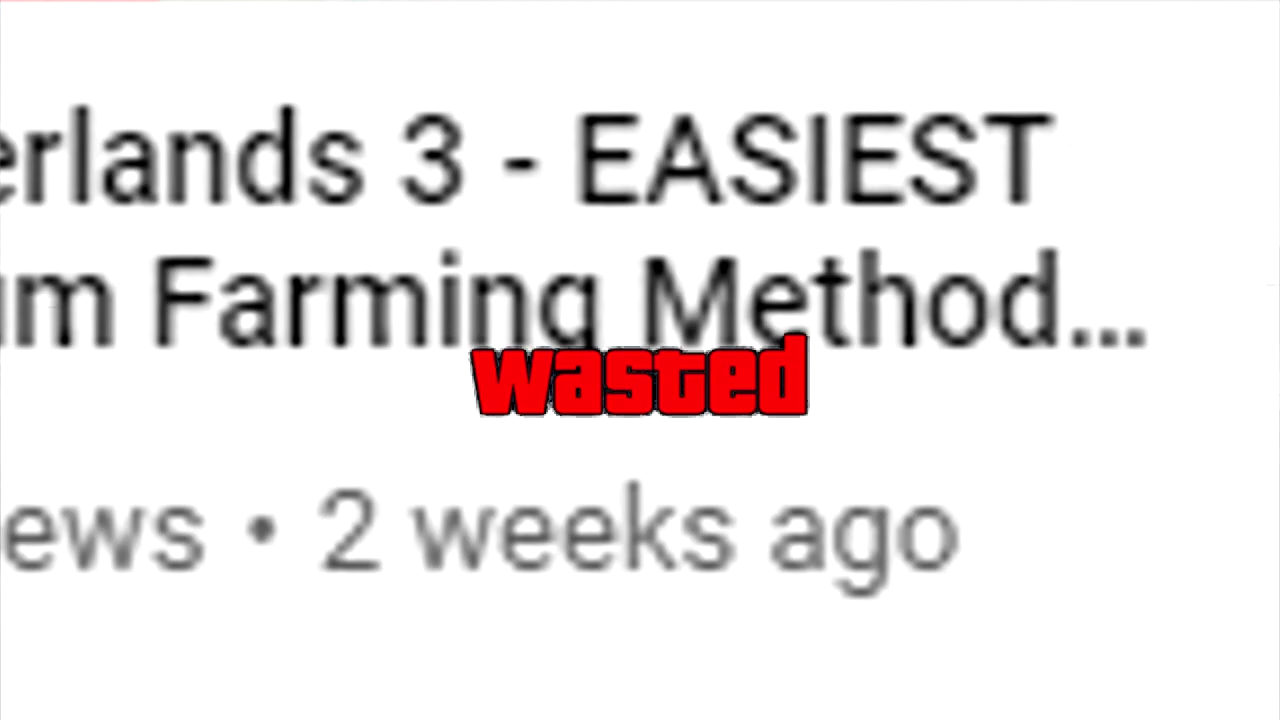 erlands 3 - EASIEST
um Farming Method...
wasted
ews • 2 weeks ago